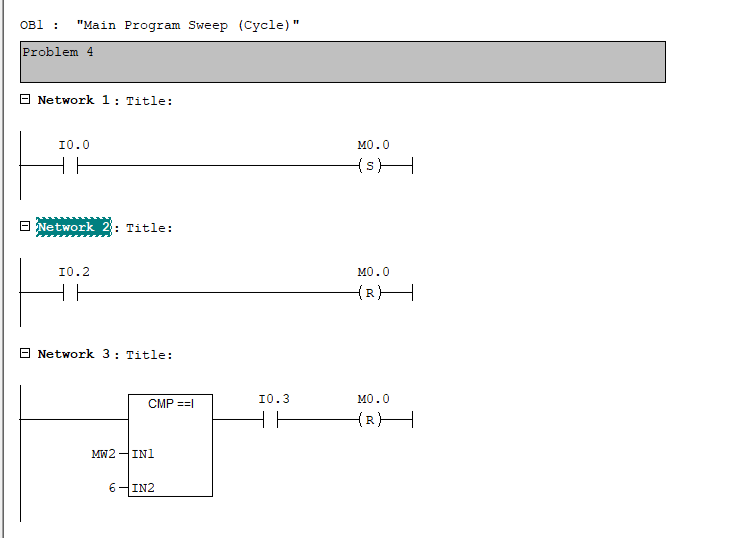 OB1 : "Main Program Sweep (Cycle)"
Problem 4
Network 1: Title:
I0.0 M0.0
S
Network 2: Title:
I0.2 M0.0
R
Network 3: Title:
CMP ==I I0.3 M0.0
R
MW2 IN1
6 IN2